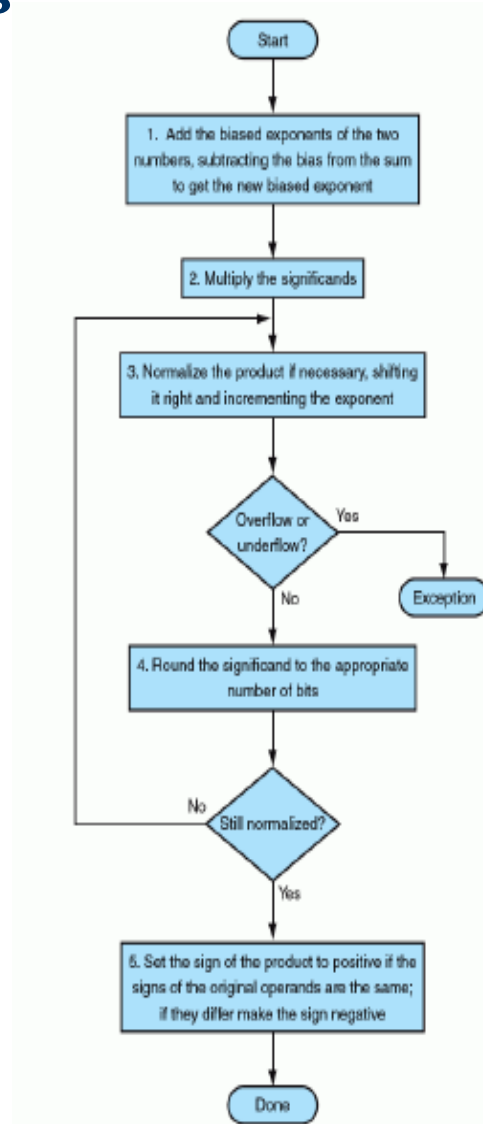 Start
1. Add the biased exponents of the two
numbers, subtracting the bias from the sum
to get the new biased exponent
2. Multiply the significands
3. Normalize the product if necessary, shifting
it right and incrementing the exponent
Overflow or
underflow?
Yes
Exception
No
4. Round the significand to the appropriate
number of bits
No
Still normalized?
Yes
5. Set the sign of the product to positive if the
signs of the original operands are the same;
if they differ make the sign negative
Done